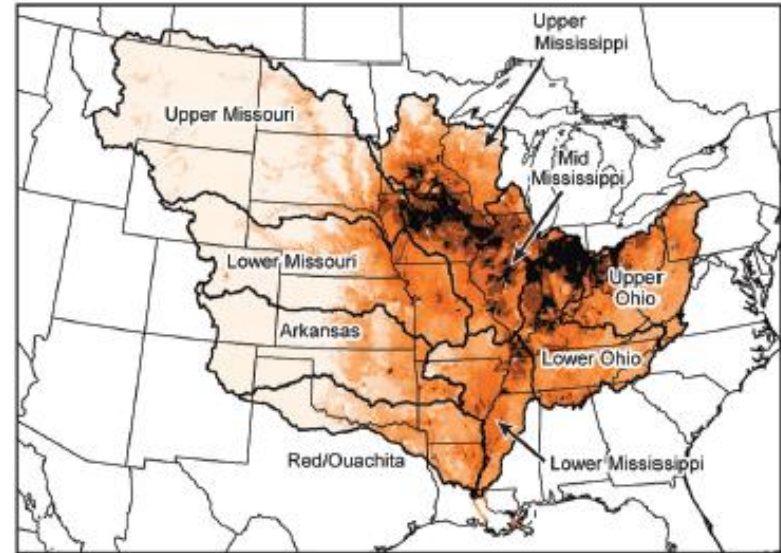 Upper
Mississippi
Upper Missouri
Mid
Mississippi
Lower Missouri
Upper
Ohio
Arkansas
Lower Ohio
Red/Ouachita
Lower Mississippi